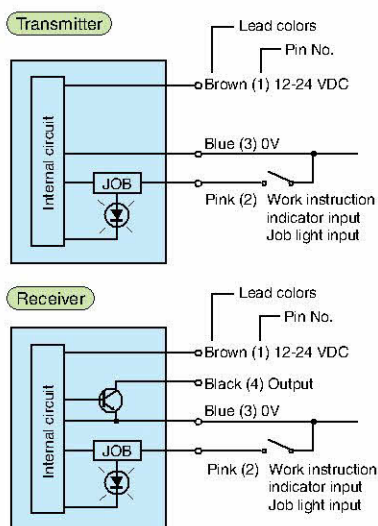 Transmitter
Lead colors
Pin No.
Brown (1) 12-24 VDC
Internal circuit
Blue (3) 0V
JOB
Pink (2) Work instruction
indicator input
Job light input
Receiver
Lead colors
Pin No.
Brown (1) 12-24 VDC
Black (4) Output
Internal circuit
Blue (3) 0V
JOB
Pink (2) Work instruction
indicator input
Job light input